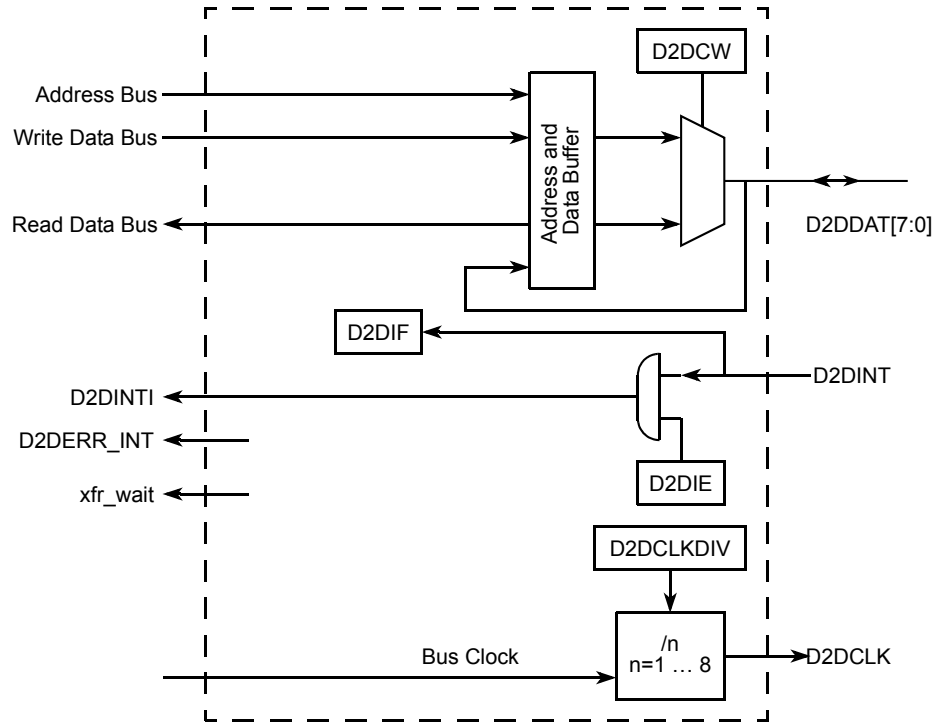 D2DCW
Address Bus
Write Data Bus
Address and
Data Buffer
Read Data Bus
D2DDAT[7:0]
D2DIF
D2DINT
D2DINTI
D2DERR_INT
D2DIE
xfr_wait
D2DCLKDIV
/n
n=1 … 8
Bus Clock
D2DCLK